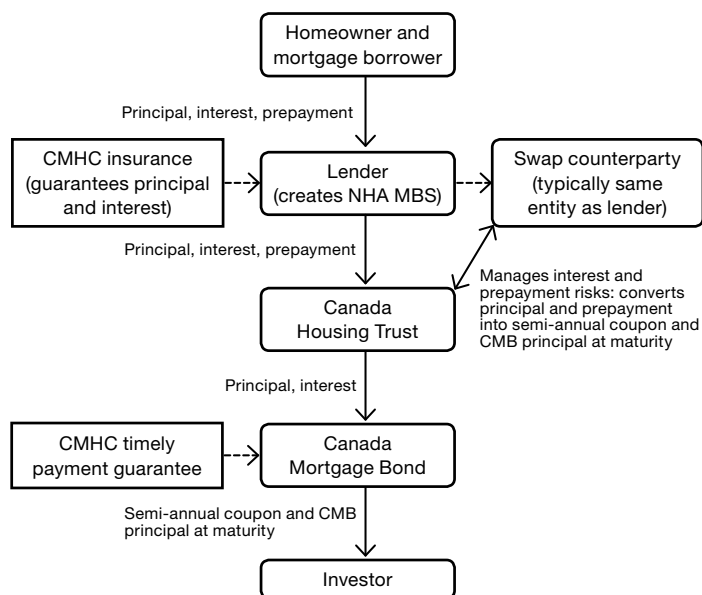 Homeowner and
mortgage borrower
Principal, interest, prepayment
CMHC insurance
(guarantees principal
and interest)
Lender
(creates NHA MBS)
Swap counterparty
(typically same
entity as lender)
Principal, interest, prepayment
Manages interest and
prepayment risks: converts
principal and prepayment
into semi-annual coupon and
CMB principal at maturity
Canada
Housing Trust
Principal, interest
CMHC timely
payment guarantee
Canada
Mortgage Bond
Semi-annual coupon and CMB
principal at maturity
Investor